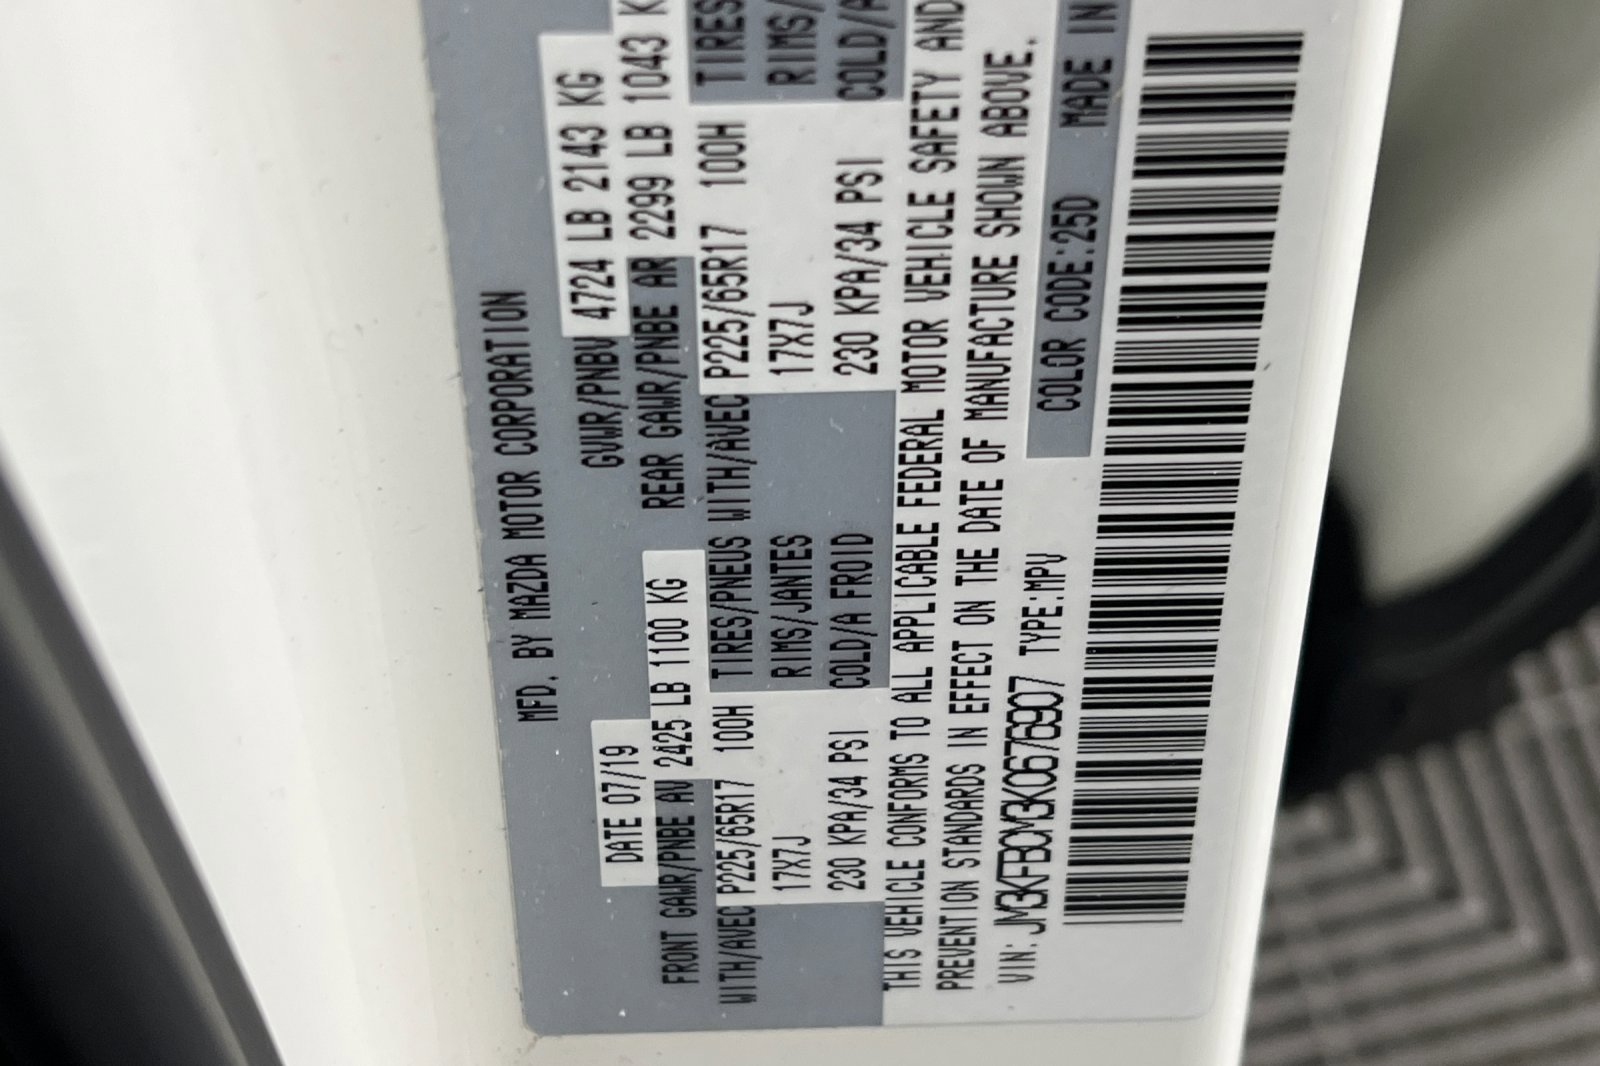 MFD. BY MAZDA MOTOR CORPORATION
DATE 07/19 GVWR/PNBV 4724 LB 2143 KG
FRONT GAWR/PNBE AV 2425 LB 1100 KG REAR GAWR/PNBE AR 2299 LB 1043
WITH/AVEC P225/65R17 100H TIRES/PNEUS WITH/AVEC P225/65R17 100H TIRES
17X7J RIMS/JANTES 17X7J RIMS/
230 KPA/34 PSI COLD/A FROID 230 KPA/34 PSI COLD/A
THIS VEHICLE CONFORMS TO ALL APPLICABLE FEDERAL MOTOR VEHICLE SAFETY AND
PREVENTION STANDARDS IN EFFECT ON THE DATE OF MANUFACTURE SHOWN ABOVE.
VIN: JM3KFBCM3K0676907 TYPE:MPV COLOR CODE:25D MADE IN